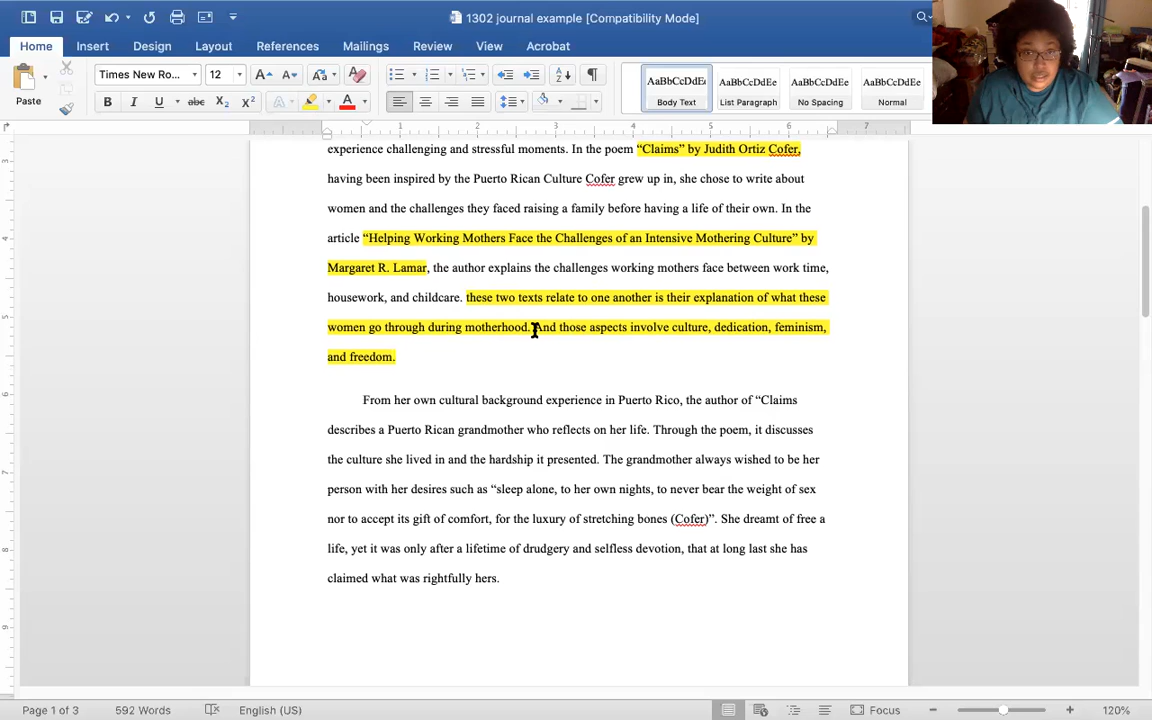 1302 journal example [Compatibility Mode]
Home Insert Design Layout References Mailings Review View Acrobat
Paste
Times New Ro... 12
AaBbCcDdEe AaBbCcDdEe AaBbCcDdEe AaBbCcDdEe
Body Text List Paragraph No Spacing Normal
1 2 3 4 5 6 7
experience challenging and stressful moments. In the poem “Claims” by Judith Ortiz Cofer,
having been inspired by the Puerto Rican Culture Cofer grew up in, she chose to write about
women and the challenges they faced raising a family before having a life of their own. In the
article “Helping Working Mothers Face the Challenges of an Intensive Mothering Culture” by
Margaret R. Lamar, the author explains the challenges working mothers face between work time,
housework, and childcare. these two texts relate to one another is their explanation of what these
women go through during motherhood. And those aspects involve culture, dedication, feminism,
and freedom.
From her own cultural background experience in Puerto Rico, the author of “Claims
describes a Puerto Rican grandmother who reflects on her life. Through the poem, it discusses
the culture she lived in and the hardship it presented. The grandmother always wished to be her
person with her desires such as “sleep alone, to her own nights, to never bear the weight of sex
nor to accept its gift of comfort, for the luxury of stretching bones (Cofer)”. She dreamt of free a
life, yet it was only after a lifetime of drudgery and selfless devotion, that at long last she has
claimed what was rightfully hers.
Page 1 of 3 592 Words English (US) Focus 120%